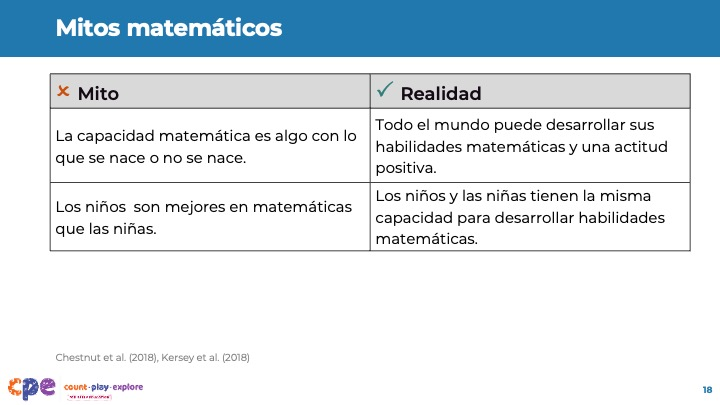 Mitos matemáticos
Mito
Realidad
La capacidad matemática es algo con lo
que se nace o no se nace.
Todo el mundo puede desarrollar sus
habilidades matemáticas y una actitud
positiva.
Los niños  son mejores en matemáticas
que las niñas.
Los niños y las niñas tienen la misma
capacidad para desarrollar habilidades
matemáticas.
Chestnut et al. (2018), Kersey et al. (2018)
cpe
count·play·explore
18